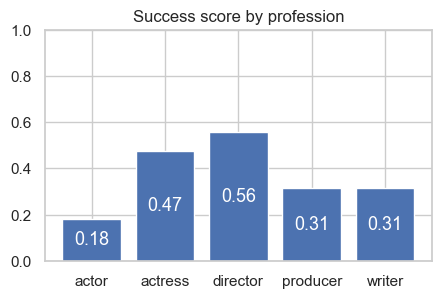 Success score by profession
1.0
0.8
0.6
0.4
0.2
0.0
0.18
0.47
0.56
0.31
0.31
actor
actress
director
producer
writer